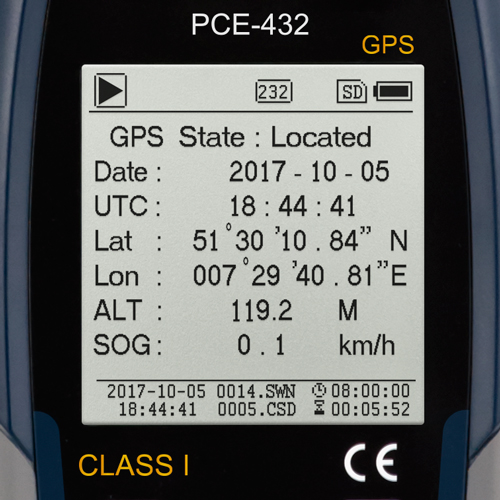 PCE-432
GPS
232 SD
GPS State : Located
Date : 2017 - 10 - 05
UTC : 18 : 44 : 41
Lat : 51°30 '10 . 84" N
Lon : 007°29 '40 . 81" E
ALT : 119.2 M
SOG : 0 . 1 km/h
2017-10-05 0014.SWN 08:00:00
18:44:41 0005.CSD 00:05:52
CLASS I CE